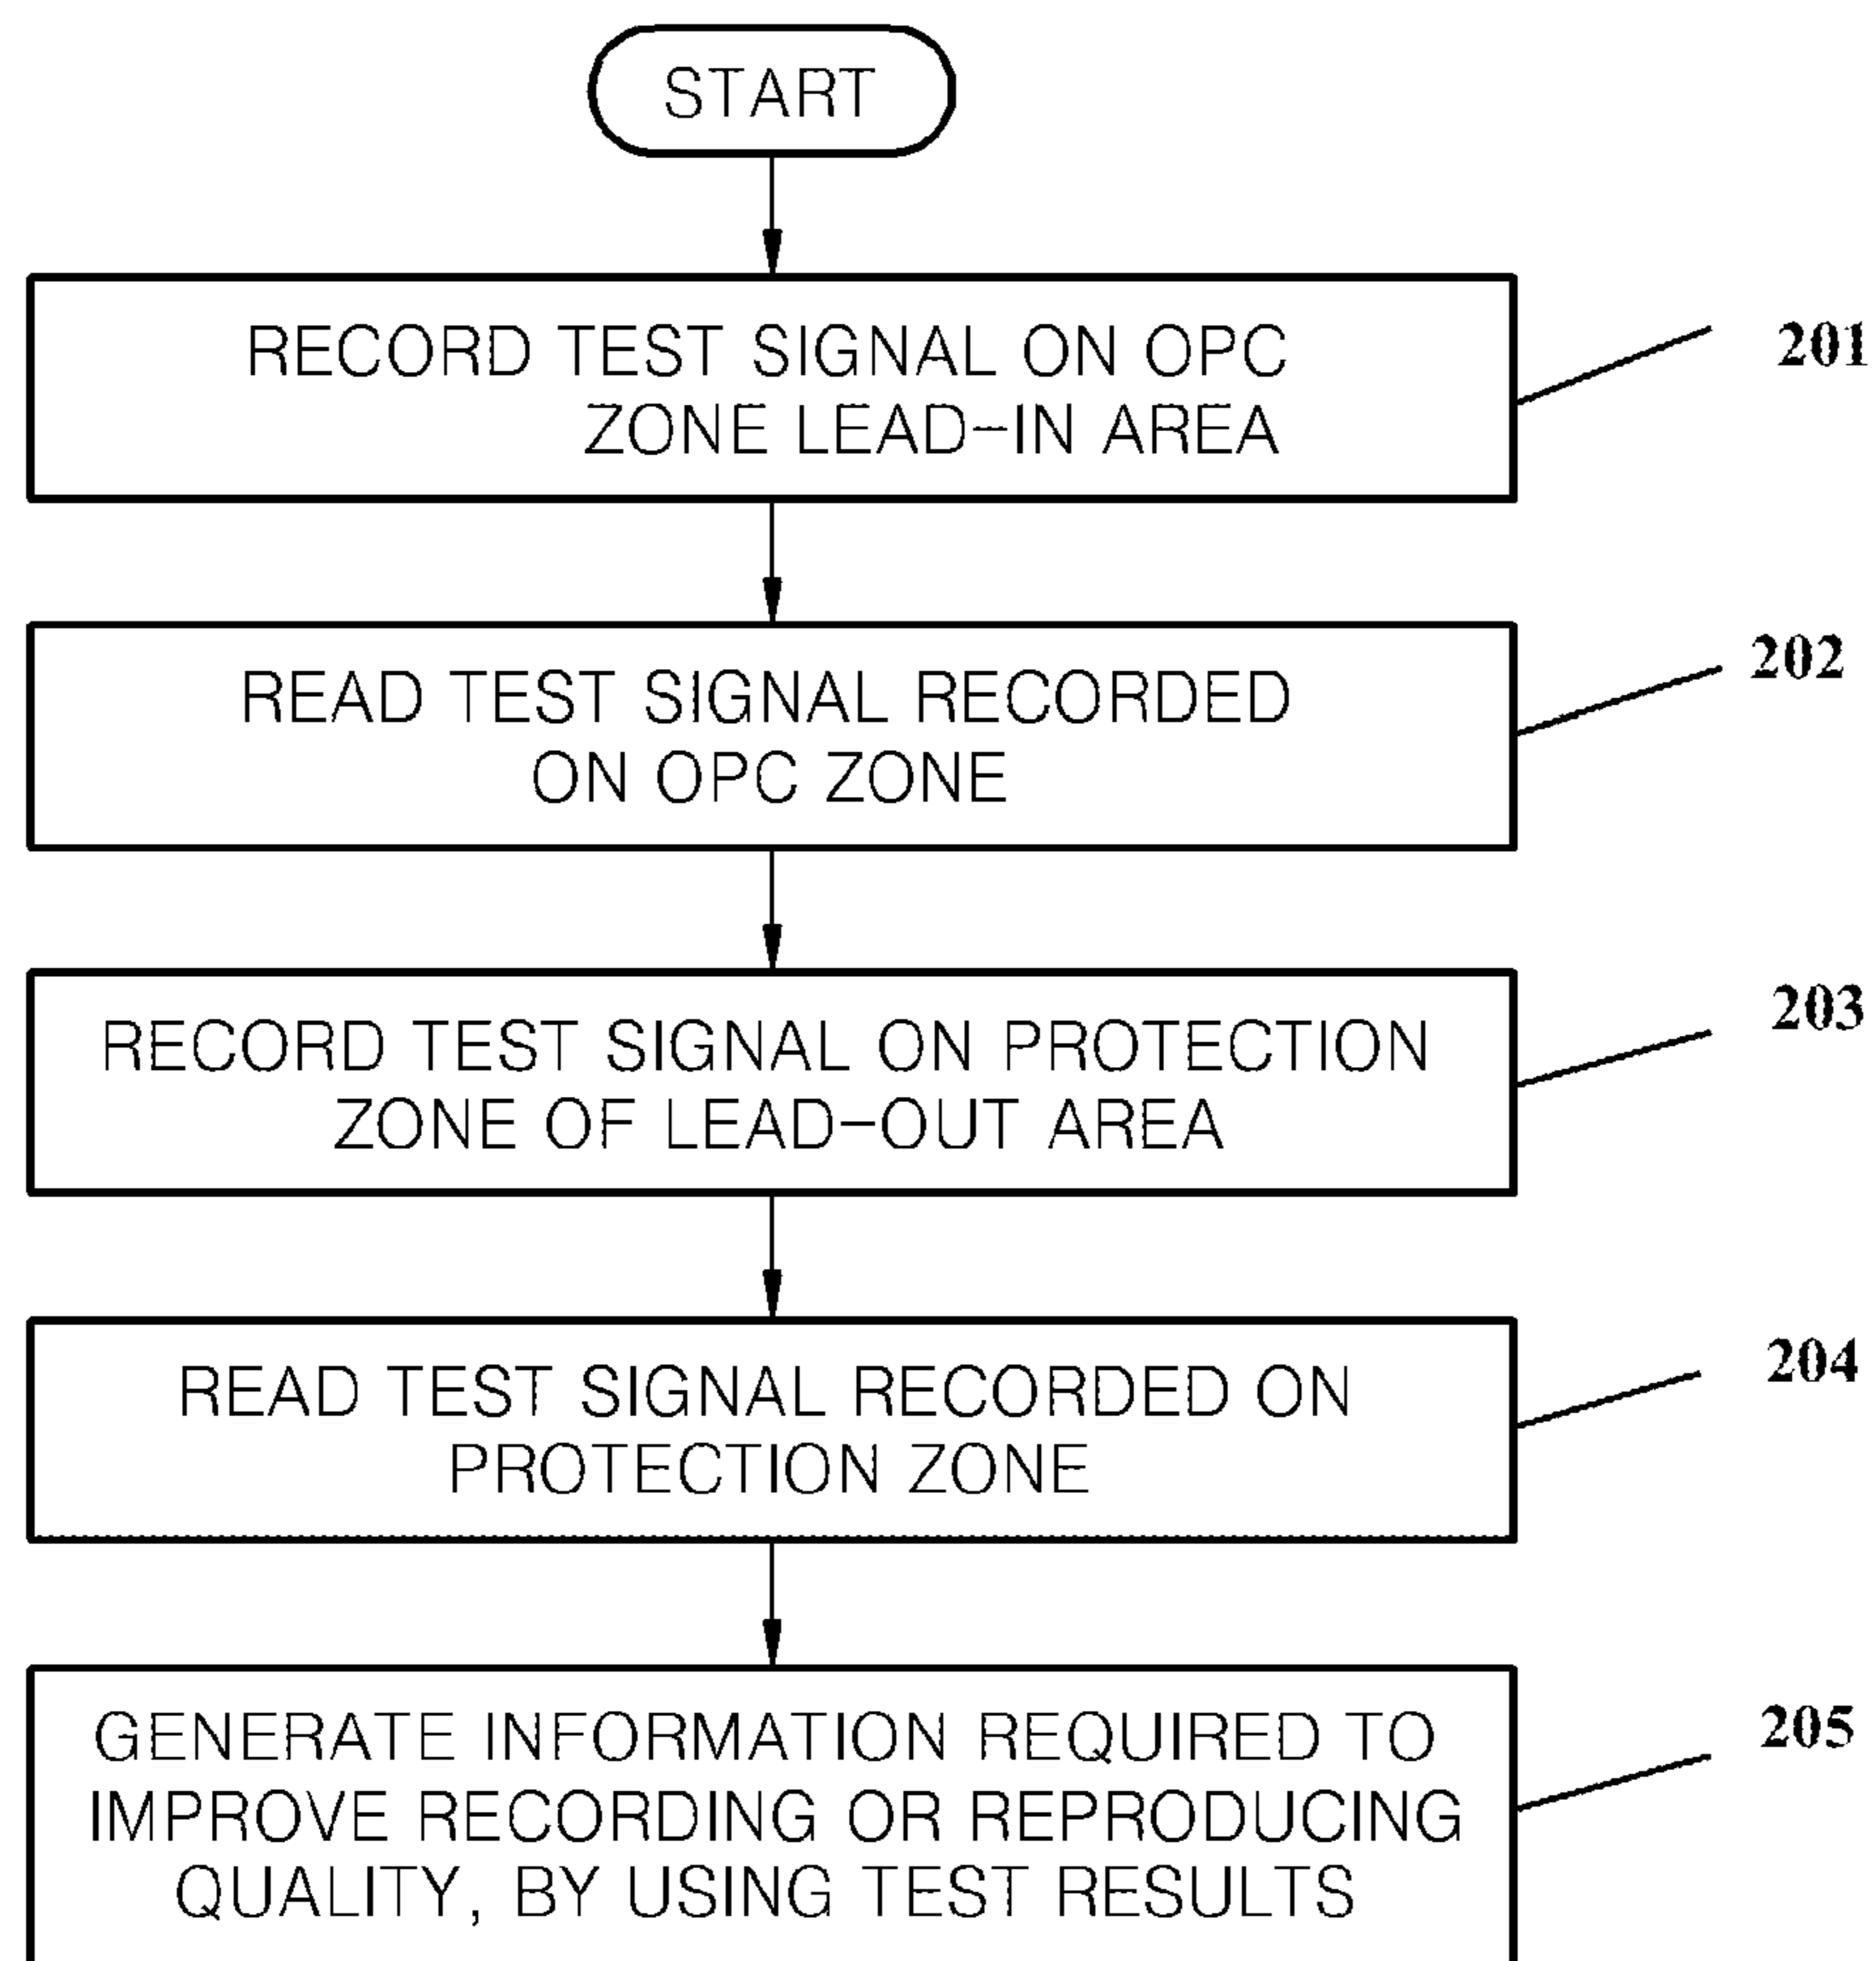 START
RECORD TEST SIGNAL ON OPC
ZONE LEAD-IN AREA
201
READ TEST SIGNAL RECORDED
ON OPC ZONE
202
RECORD TEST SIGNAL ON PROTECTION
ZONE OF LEAD-OUT AREA
203
READ TEST SIGNAL RECORDED ON
PROTECTION ZONE
204
GENERATE INFORMATION REQUIRED TO
IMPROVE RECORDING OR REPRODUCING
QUALITY, BY USING TEST RESULTS
205